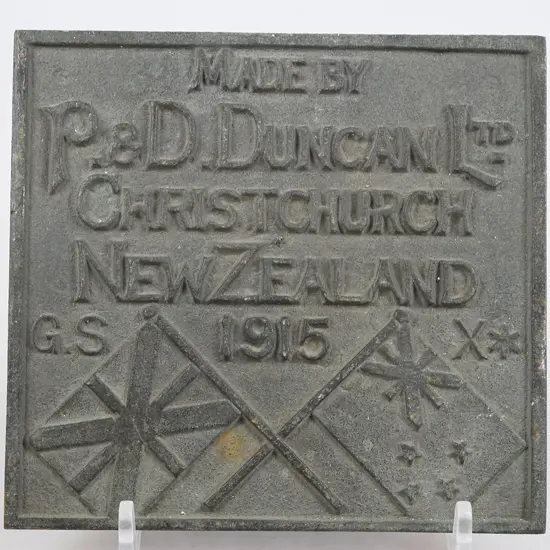 MADE BY
P.&D. DUNCAN LTD
CHRISTCHURCH
NEW ZEALAND
G.S 1915 X*